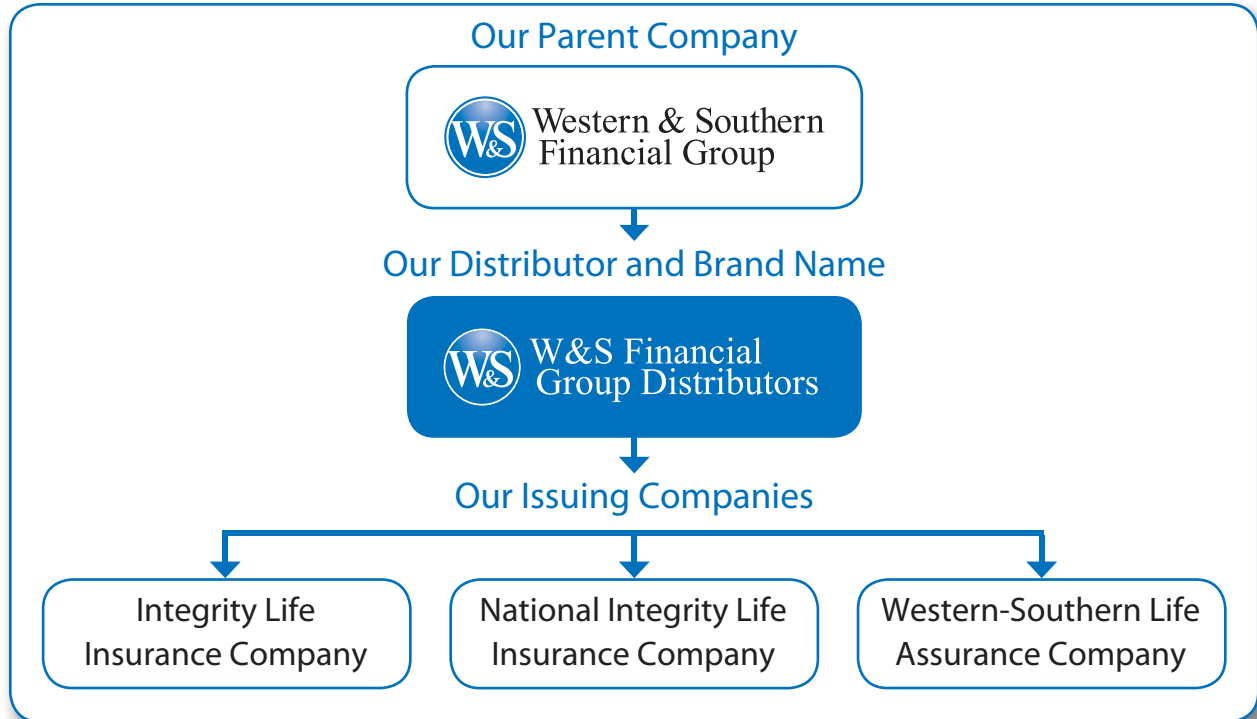 Our Parent Company
W&S
Western & Southern
Financial Group
Our Distributor and Brand Name
W&S
W&S Financial
Group Distributors
Our Issuing Companies
Integrity Life
Insurance Company
National Integrity Life
Insurance Company
Western-Southern Life
Assurance Company